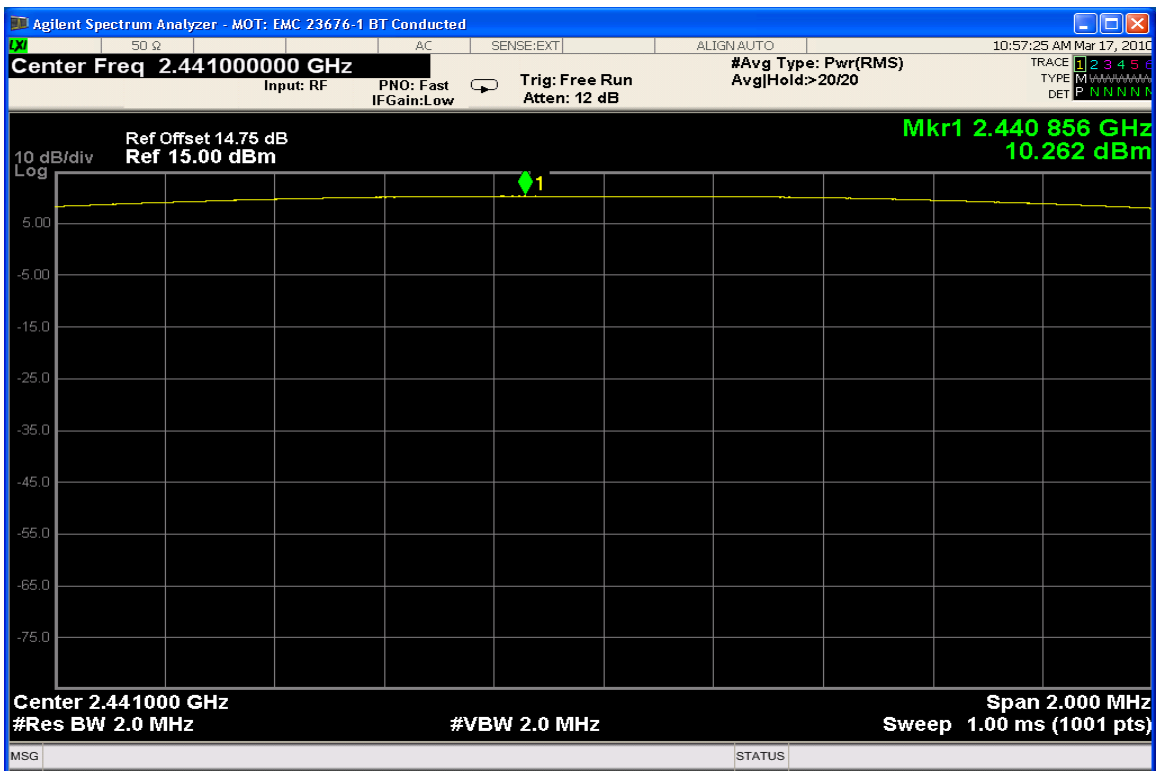 Agilent Spectrum Analyzer - MOT: EMC 23676-1 BT Conducted
LXI 50 Ω AC SENSE:EXT ALIGNAUTO 10:57:25 AM Mar 17, 2010
Center Freq 2.441000000 GHz
Input: RF
PNO: Fast
IFGain:Low
Trig: Free Run
Atten: 12 dB
#Avg Type: Pwr(RMS)
Avg|Hold:>20/20
TRACE 1 2 3 4 5 6
TYPE M
DET P N N N N N
Ref Offset 14.75 dB
10 dB/div Ref 15.00 dBm
Log
Mkr1 2.440 856 GHz
10.262 dBm
1
5.00
-5.00
-15.0
-25.0
-35.0
-45.0
-55.0
-65.0
-75.0
Center 2.441000 GHz Span 2.000 MHz
#Res BW 2.0 MHz #VBW 2.0 MHz Sweep 1.00 ms (1001 pts)
MSG STATUS